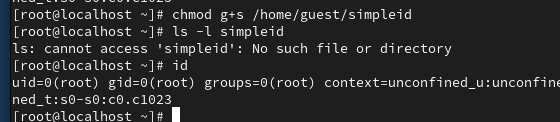 ned_t:s0-s0:c0.c1023
[root@localhost ~]# chmod g+s /home/guest/simpleid
[root@localhost ~]# ls -l simpleid
ls: cannot access 'simpleid': No such file or directory
[root@localhost ~]# id
uid=0(root) gid=0(root) groups=0(root) context=unconfined_u:unconfine
ned_t:s0-s0:c0.c1023
[root@localhost ~]#